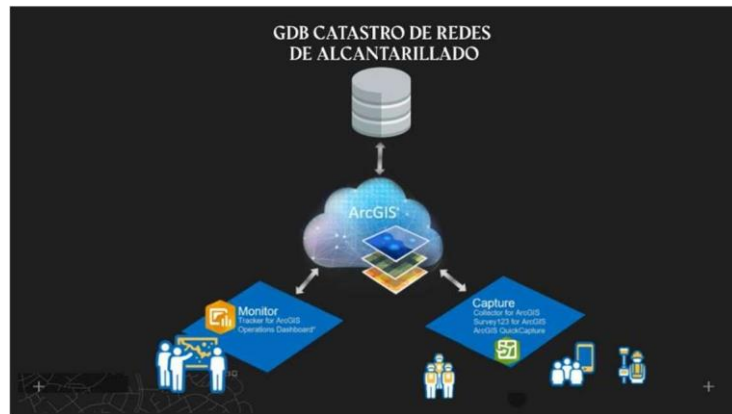 GDB CATASTRO DE REDES
DE ALCANTARILLADO
ArcGIS®
Monitor
Tracker for ArcGIS
Operations Dashboard*
Capture
Collector for ArcGIS
Survey123 for ArcGIS
ArcGIS QuickCapture